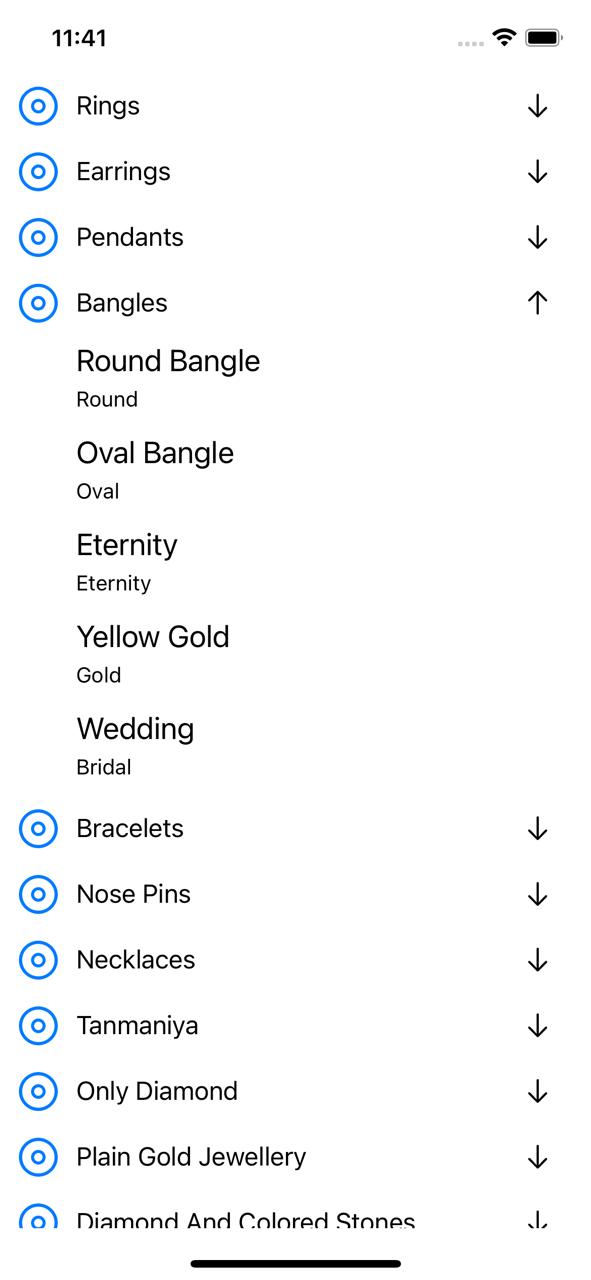 11:41
Rings
Earrings
Pendants
Bangles
Round Bangle
Round
Oval Bangle
Oval
Eternity
Eternity
Yellow Gold
Gold
Wedding
Bridal
Bracelets
Nose Pins
Necklaces
Tanmaniya
Only Diamond
Plain Gold Jewellery
Diamond And Colored Stones